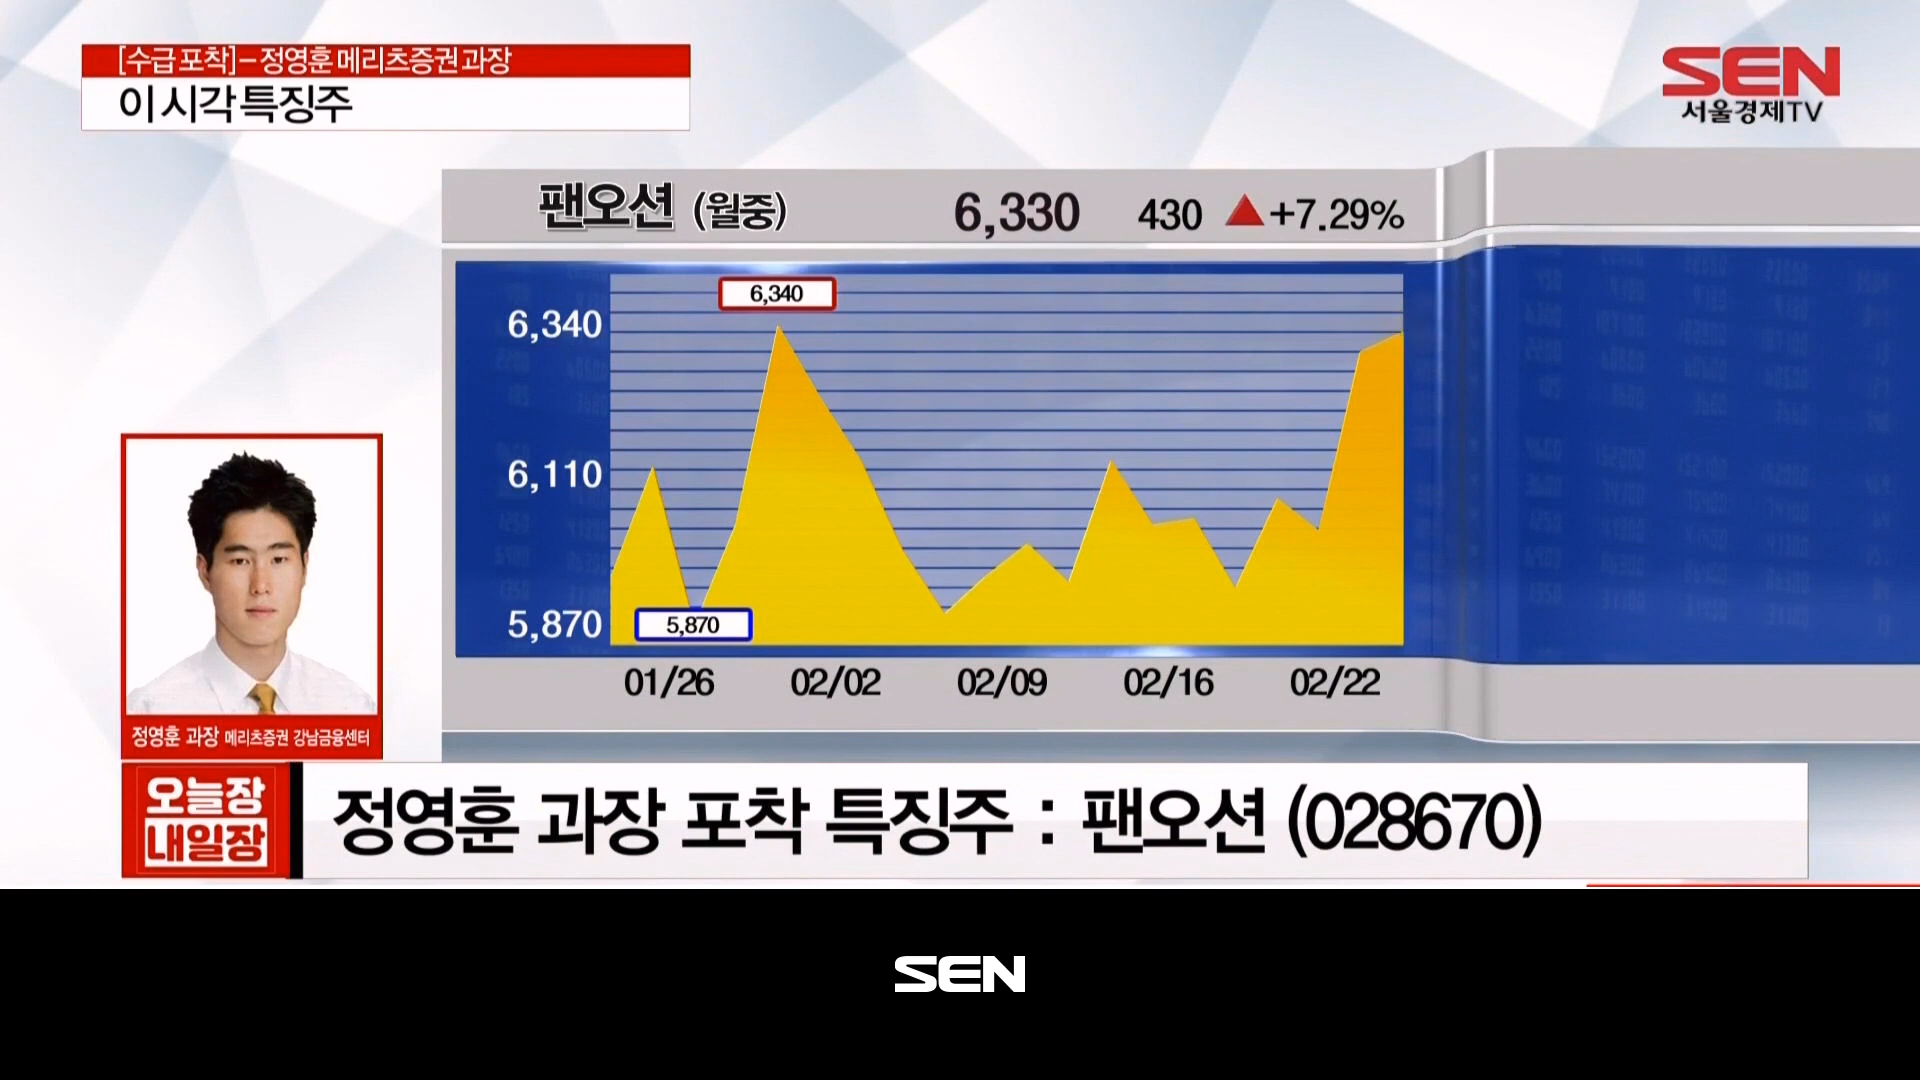 [수급 포착] - 정영훈 메리츠증권 과장
이 시각 특징주
SEN
서울경제TV
팬오션 (월중) 6,330 430 ▲+7.29%
6,340
6,340
6,110
5,870
5,870
01/26 02/02 02/09 02/16 02/22
정영훈 과장 메리츠증권 강남금융센터
오늘장
내일장
정영훈 과장 포착 특징주 : 팬오션 (028670)
SEN